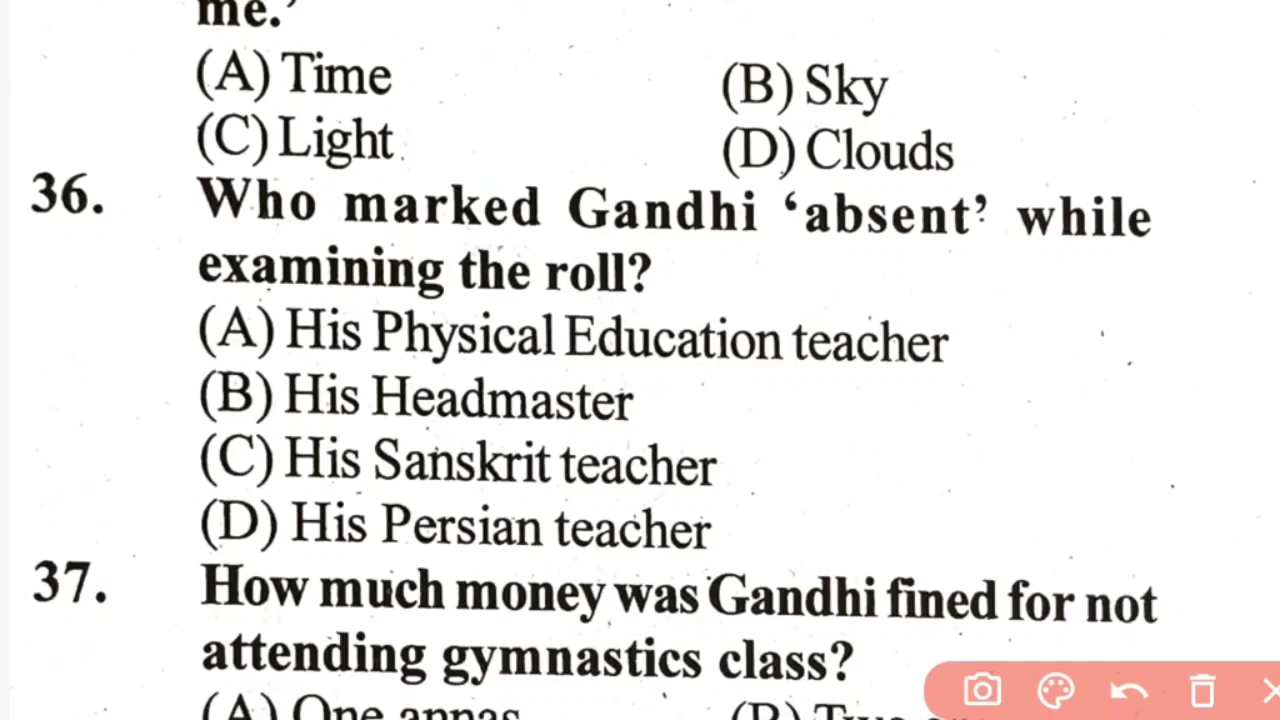 me.’
(A) Time
(B) Sky
(C) Light
(D) Clouds
36. Who marked Gandhi ‘absent’ while
examining the roll?
(A) His Physical Education teacher
(B) His Headmaster
(C) His Sanskrit teacher
(D) His Persian teacher
37. How much money was Gandhi fined for not
attending gymnastics class?
(A) One annas
(B)